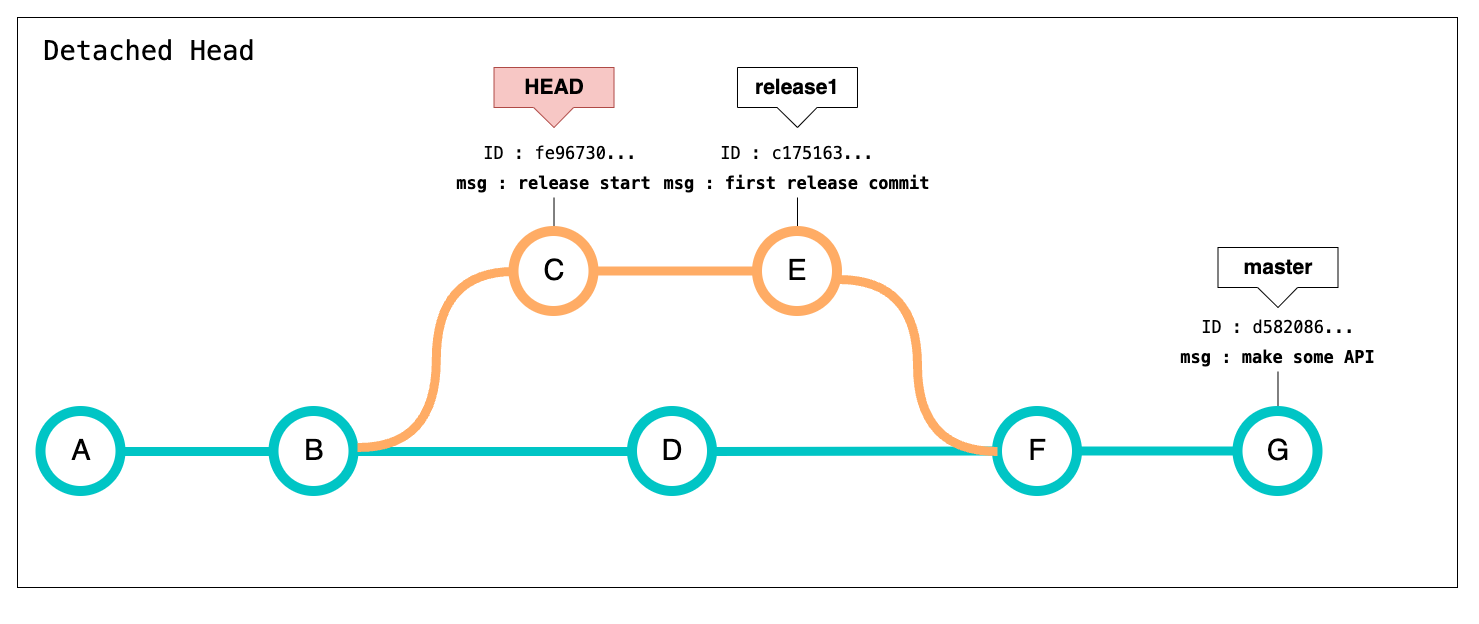 Detached Head
HEAD
release1
ID : fe96730...
ID : c175163...
msg : release start
msg : first release commit
C
E
master
ID : d582086...
msg : make some API
A
B
D
F
G